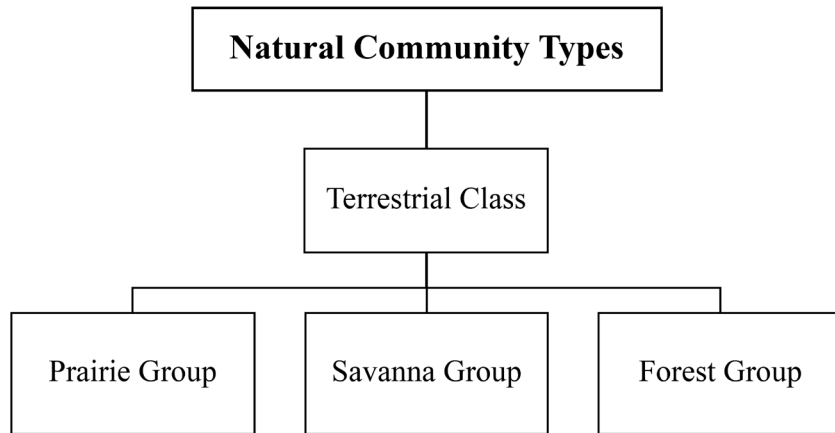 Natural Community Types
Terrestrial Class
Prairie Group
Savanna Group
Forest Group